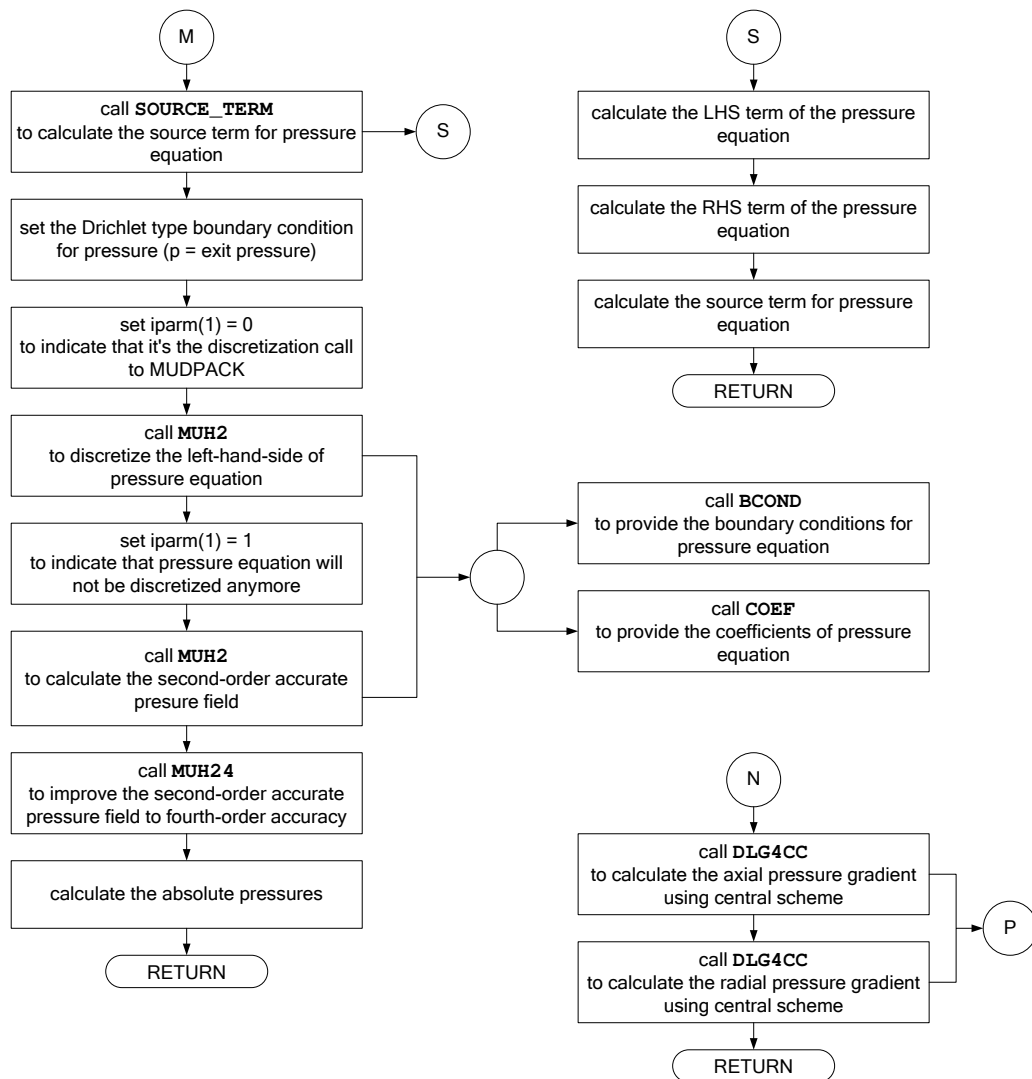 M
call SOURCE_TERM
to calculate the source term for pressure
equation
S
set the Drichlet type boundary condition
for pressure (p = exit pressure)
set iparm(1) = 0
to indicate that it's the discretization call
to MUDPACK
call MUH2
to discretize the left-hand-side of
pressure equation
set iparm(1) = 1
to indicate that pressure equation will
not be discretized anymore
call MUH2
to calculate the second-order accurate
presure field
call MUH24
to improve the second-order accurate
pressure field to fourth-order accuracy
calculate the absolute pressures
RETURN
S
calculate the LHS term of the pressure
equation
calculate the RHS term of the pressure
equation
calculate the source term for pressure
equation
RETURN
call BCOND
to provide the boundary conditions for
pressure equation
call COEF
to provide the coefficients of pressure
equation
N
call DLG4CC
to calculate the axial pressure gradient
using central scheme
P
call DLG4CC
to calculate the radial pressure gradient
using central scheme
RETURN